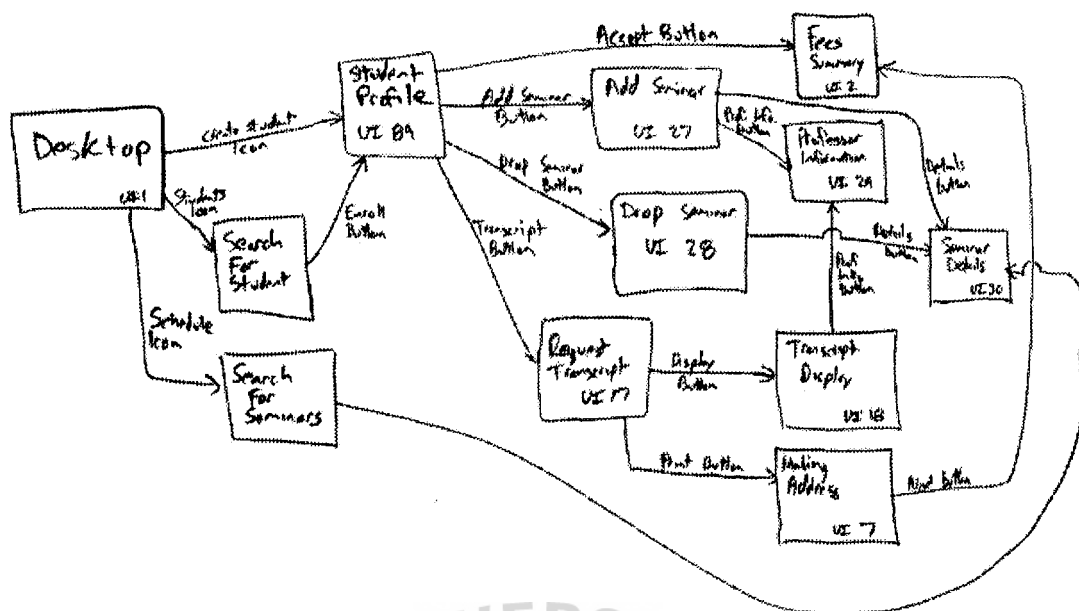 Accept Button
Fees
Summary
UI 2
Student
Profile
UI 89
Add Seminar
Button
Add Seminar
UI 27
Prof Info
Button
Professor
Information
UI 29
Details
Button
Desktop
UI 1
Create Student
Icon
Students
Icon
Search
For
Student
Enroll
Button
Drop Seminar
Button
Drop Seminar
UI 28
Details
Button
Seminar
Details
UI 30
Transcript
Button
Prof
Info
Button
Schedule
Icon
Search
For
Seminars
Request
Transcript
UI 17
Display
Button
Transcript
Display
UI 18
Print Button
Mailing
Address
UI 7
Button